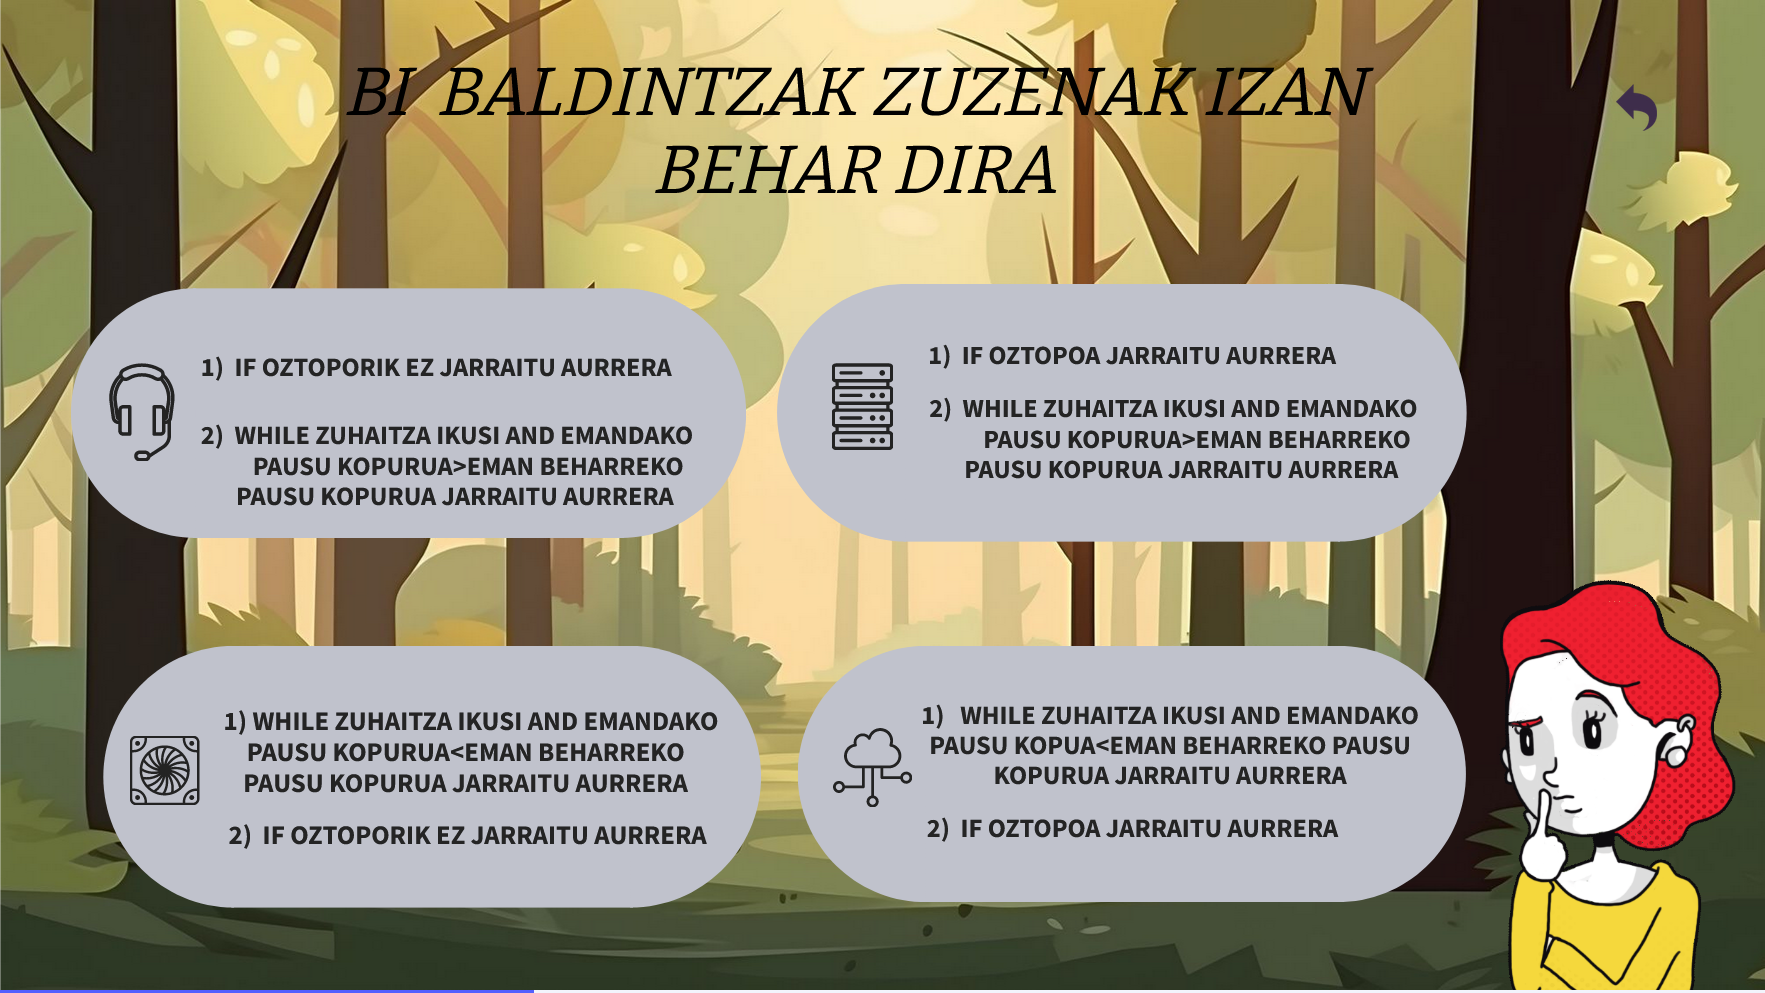 BI BALDINTZAK ZUZENAK IZAN
BEHAR DIRA
1) IF OZTOPORIK EZ JARRAITU AURRERA
2) WHILE ZUHAITZA IKUSI AND EMANDAKO
PAUSU KOPURUA>EMAN BEHARREKO
PAUSU KOPURUA JARRAITU AURRERA
1) IF OZTOPOA JARRAITU AURRERA
2) WHILE ZUHAITZA IKUSI AND EMANDAKO
PAUSU KOPURUA>EMAN BEHARREKO
PAUSU KOPURUA JARRAITU AURRERA
1) WHILE ZUHAITZA IKUSI AND EMANDAKO
PAUSU KOPURUA<EMAN BEHARREKO
PAUSU KOPURUA JARRAITU AURRERA
2) IF OZTOPORIK EZ JARRAITU AURRERA
1) WHILE ZUHAITZA IKUSI AND EMANDAKO
PAUSU KOPUA<EMAN BEHARREKO PAUSU
KOPURUA JARRAITU AURRERA
2) IF OZTOPOA JARRAITU AURRERA